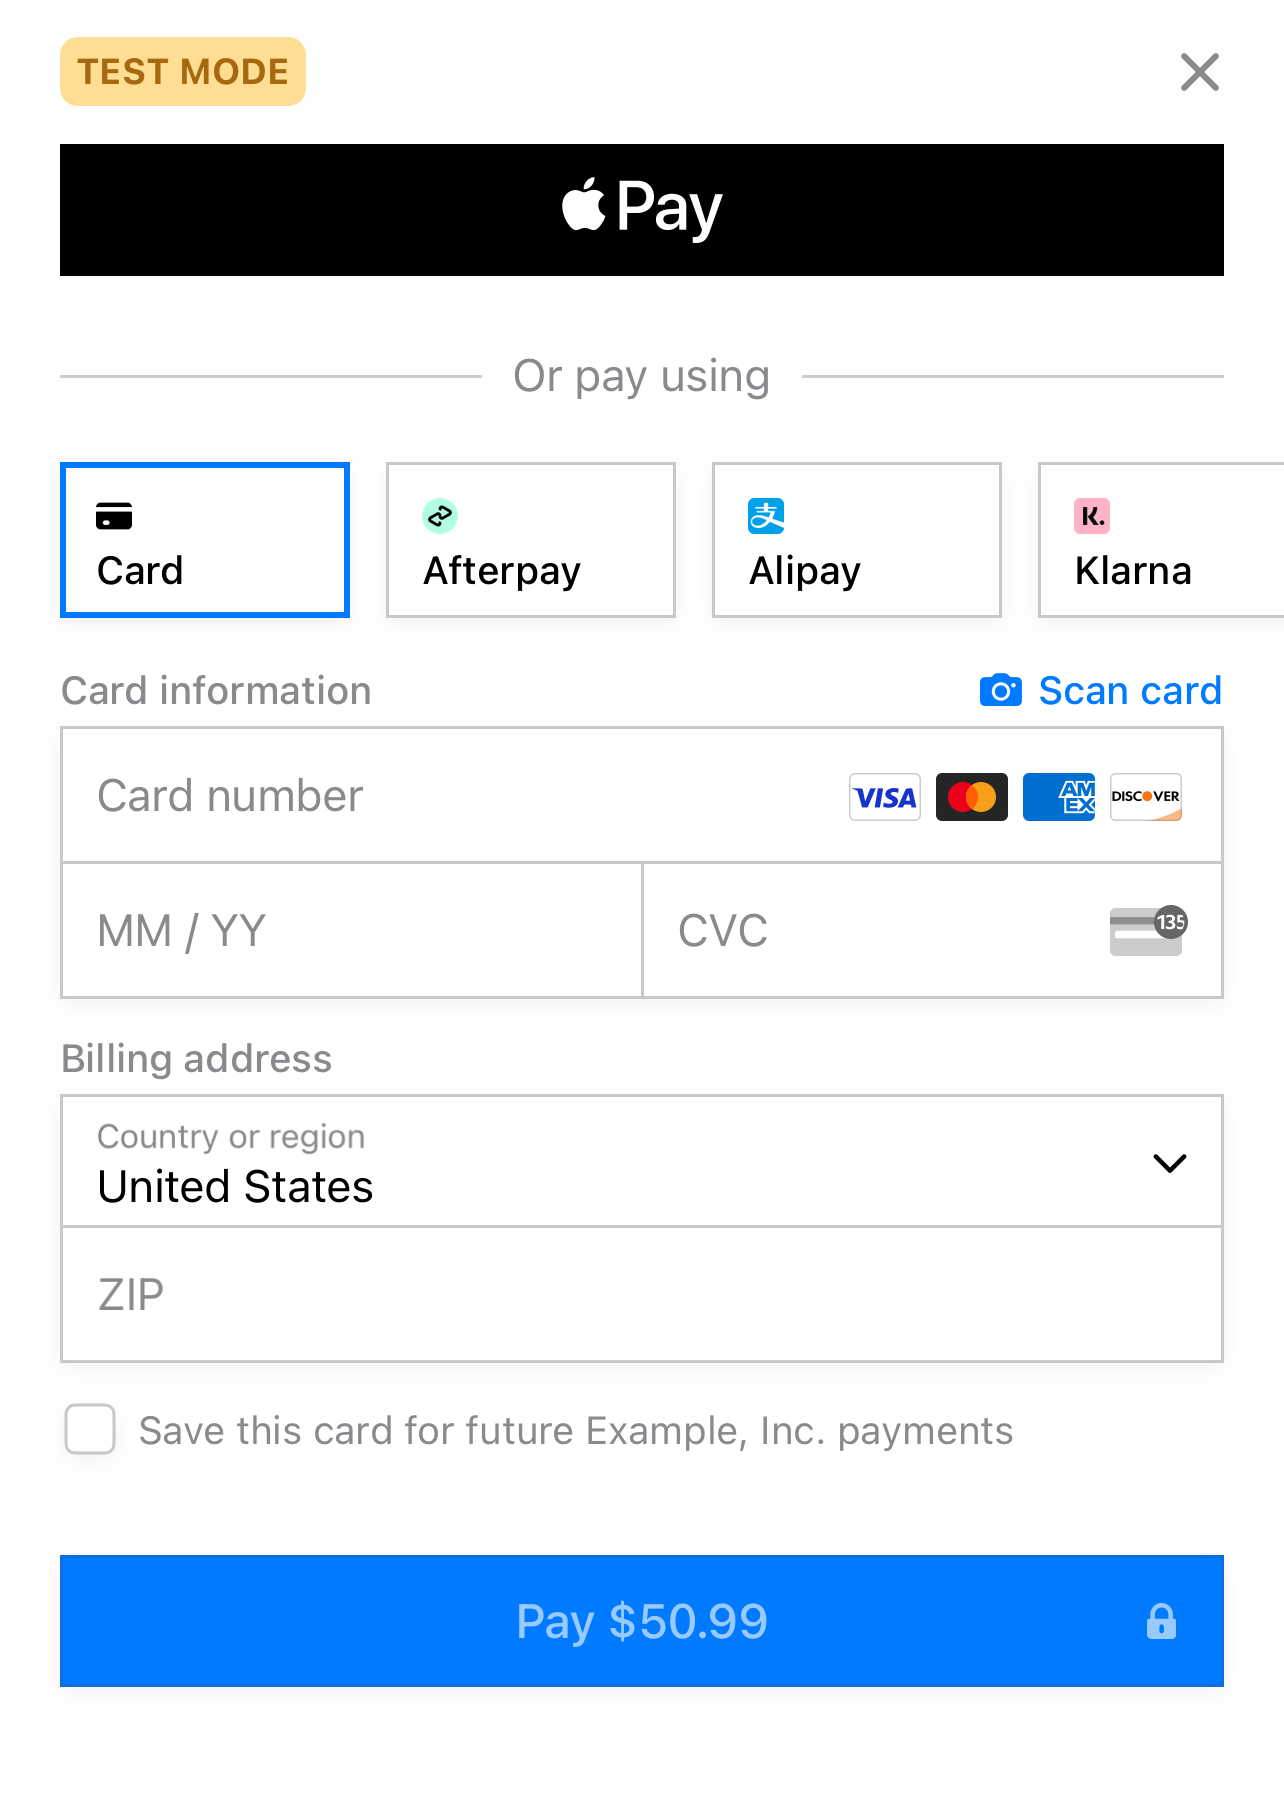 TEST MODE
Pay
Or pay using
Card
Afterpay
支
Alipay
K.
Klarna
Card information
Scan card
Card number
VISA
AM
EX
DISCOVER
MM / YY
CVC
135
Billing address
Country or region
United States
ZIP
Save this card for future Example, Inc. payments
Pay $50.99